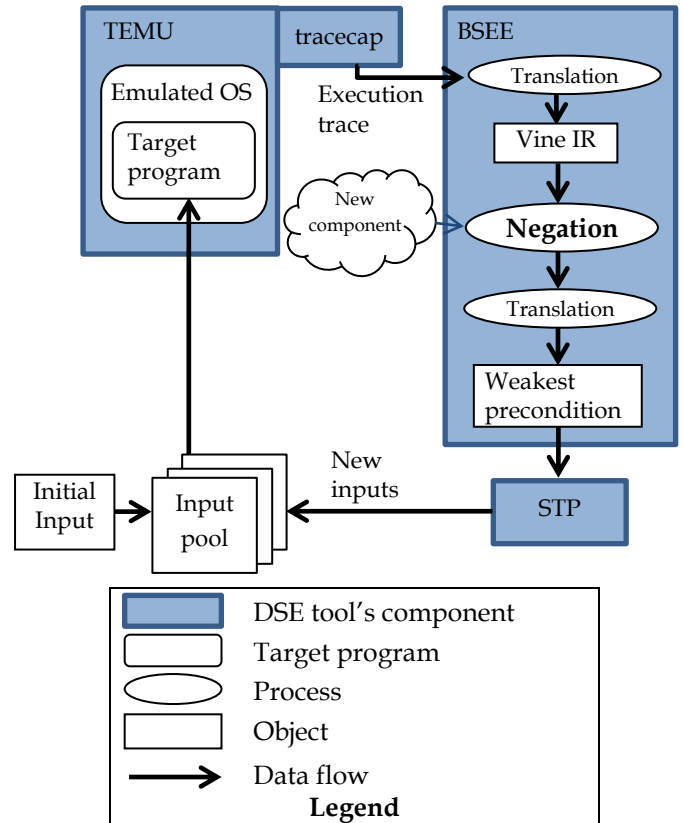 TEMU
tracecap
BSEE
Emulated OS
Target
program
Execution
trace
Translation
Vine IR
New
component
Negation
Translation
Weakest
precondition
Initial
Input
Input
pool
New
inputs
STP
DSE tool’s component
Target program
Process
Object
Data flow
Legend